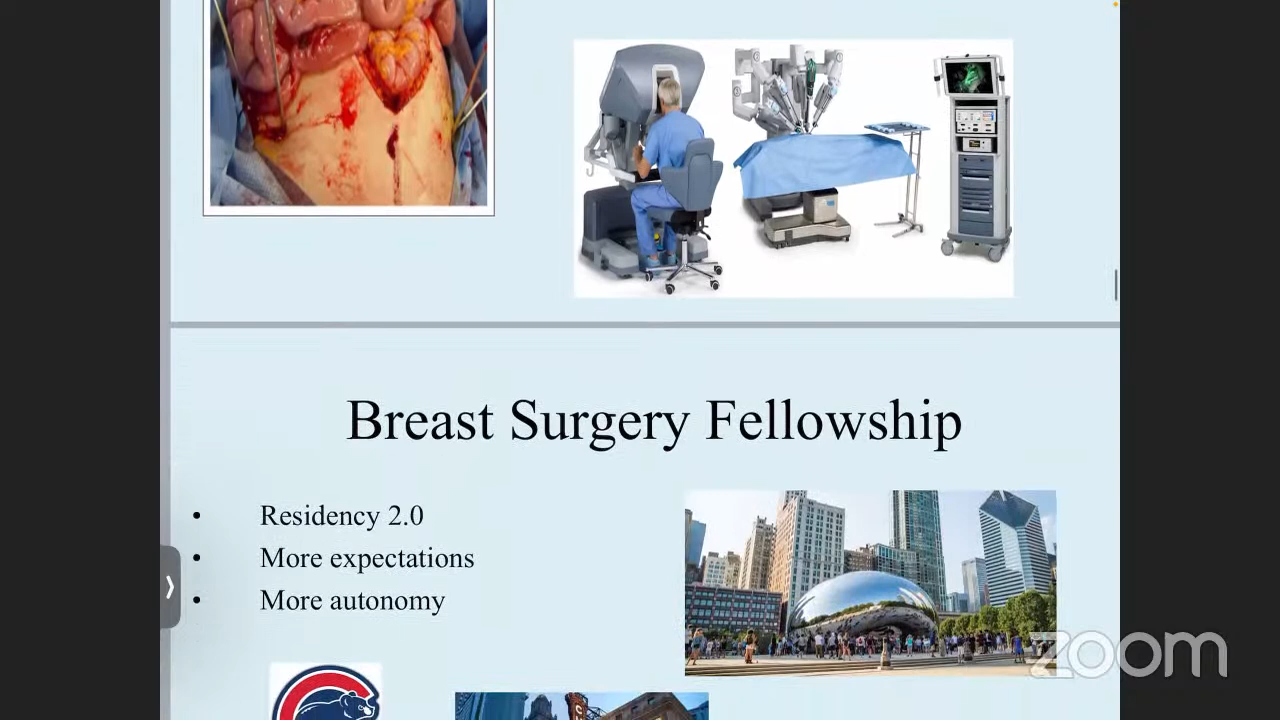 Breast Surgery Fellowship
• Residency 2.0
• More expectations
• More autonomy
zoom